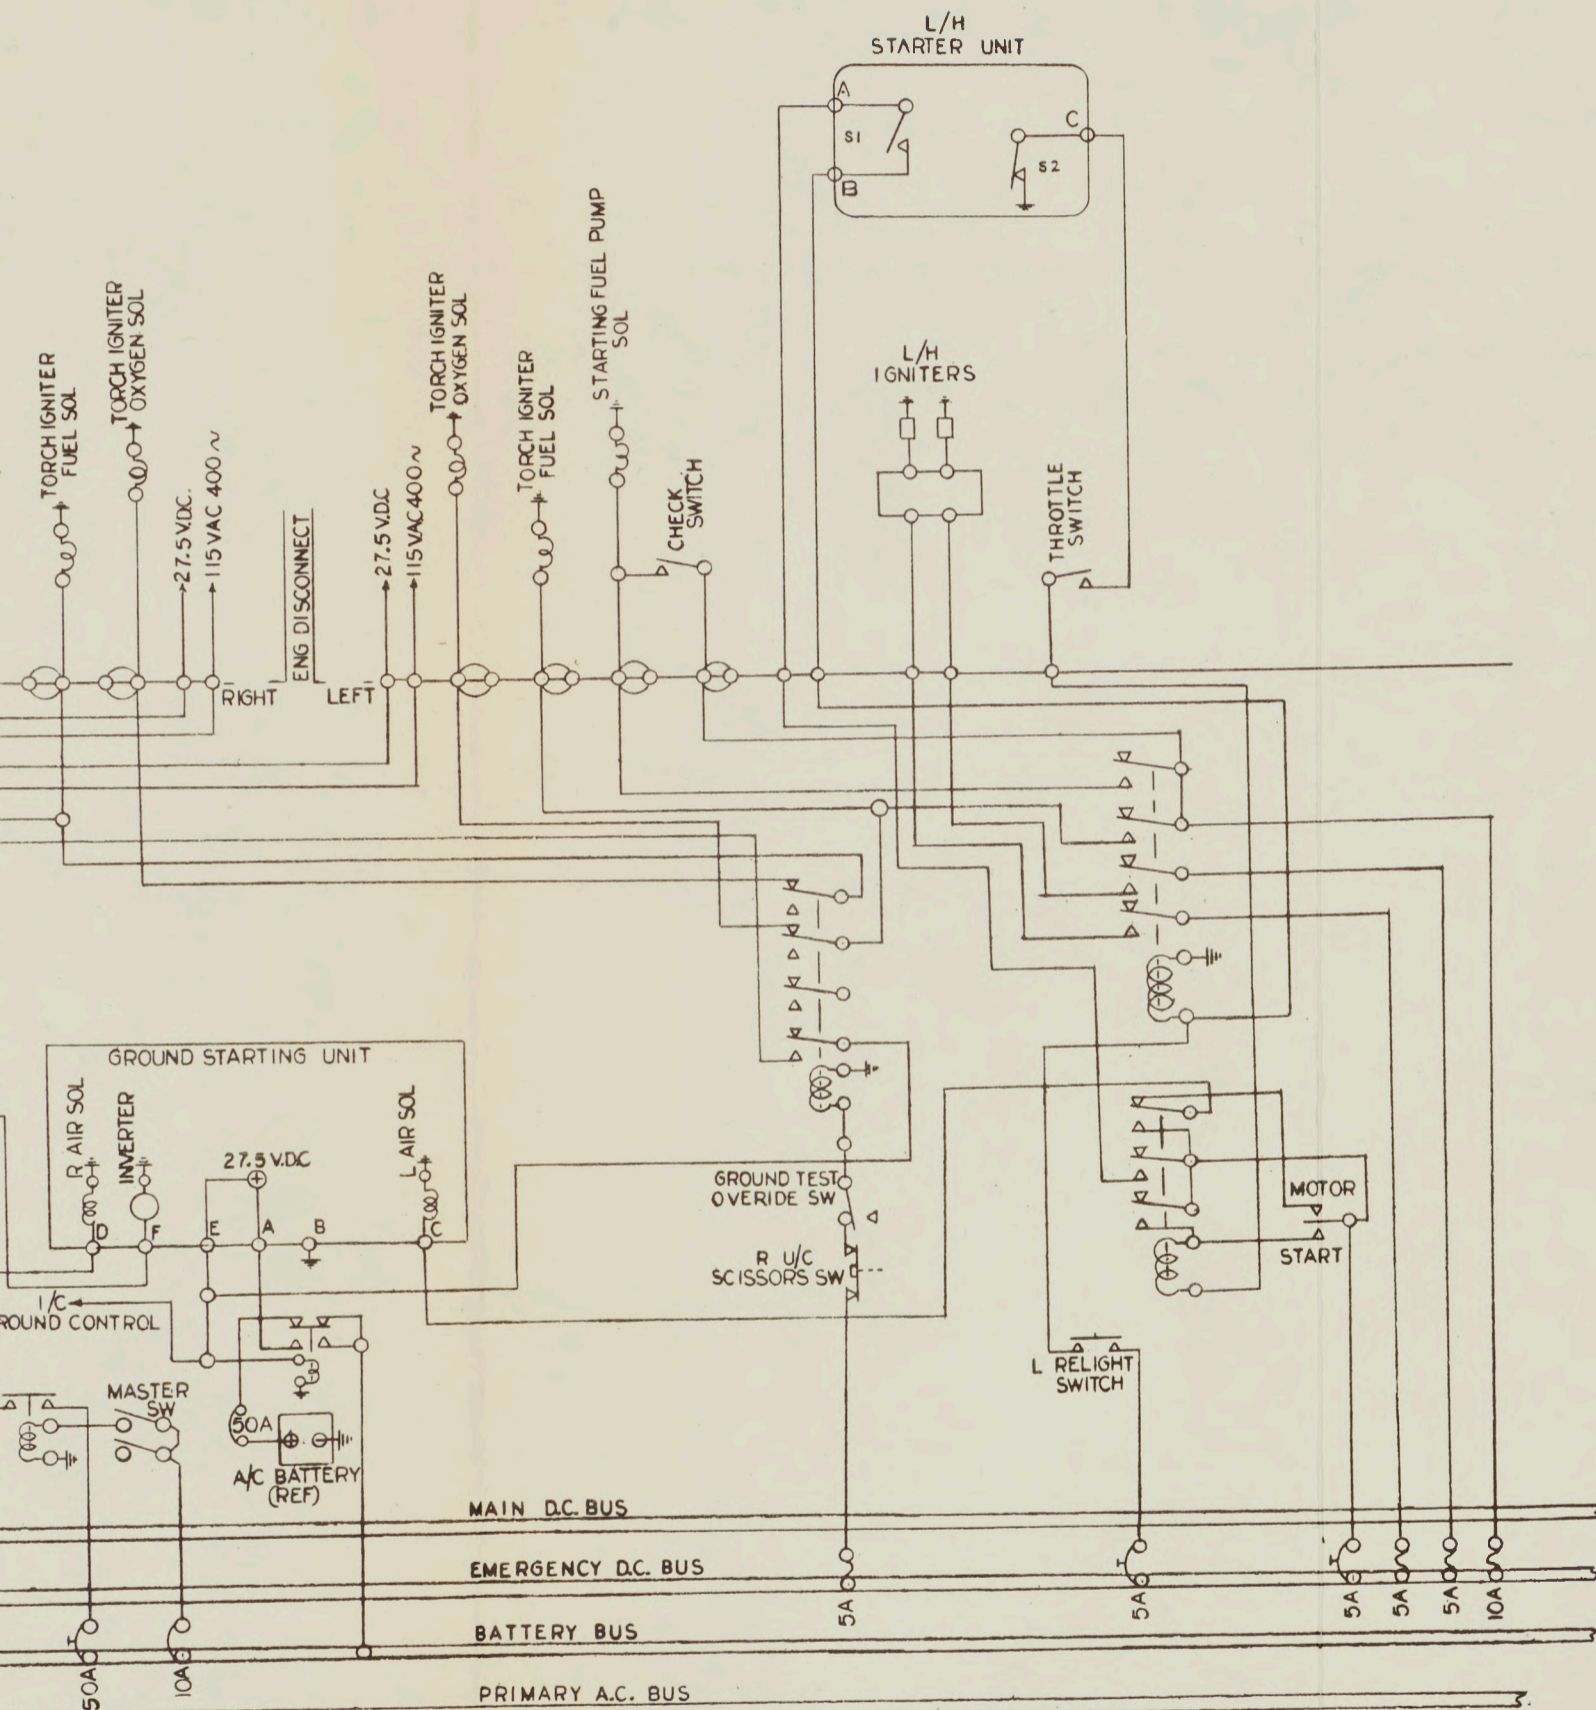 L/H
STARTER UNIT
A
S1
B
C
S2
TORCH IGNITER
FUEL SOL
TORCH IGNITER
OXYGEN SOL
27.5 V.D.C.
115 VAC 400~
ENG DISCONNECT
27.5 V.D.C
115 VAC 400~
TORCH IGNITER
OXYGEN SOL
TORCH IGNITER
FUEL SOL
STARTING FUEL PUMP
SOL
CHECK
SWITCH
L/H
IGNITERS
THROTTLE
SWITCH
RIGHT
LEFT
GROUND STARTING UNIT
R AIR SOL
INVERTER
27.5 V.D.C
L AIR SOL
D
F
E
A
B
C
GROUND TEST
OVERIDE SW
R U/C
SCISSORS SW
MOTOR
START
I/C
ROUND CONTROL
L RELIGHT
SWITCH
MASTER
SW
50A
A/C BATTERY
(REF)
MAIN D.C. BUS
EMERGENCY D.C. BUS
5A
5A
5A
5A
5A
10A
BATTERY BUS
50A
10A
PRIMARY A.C. BUS